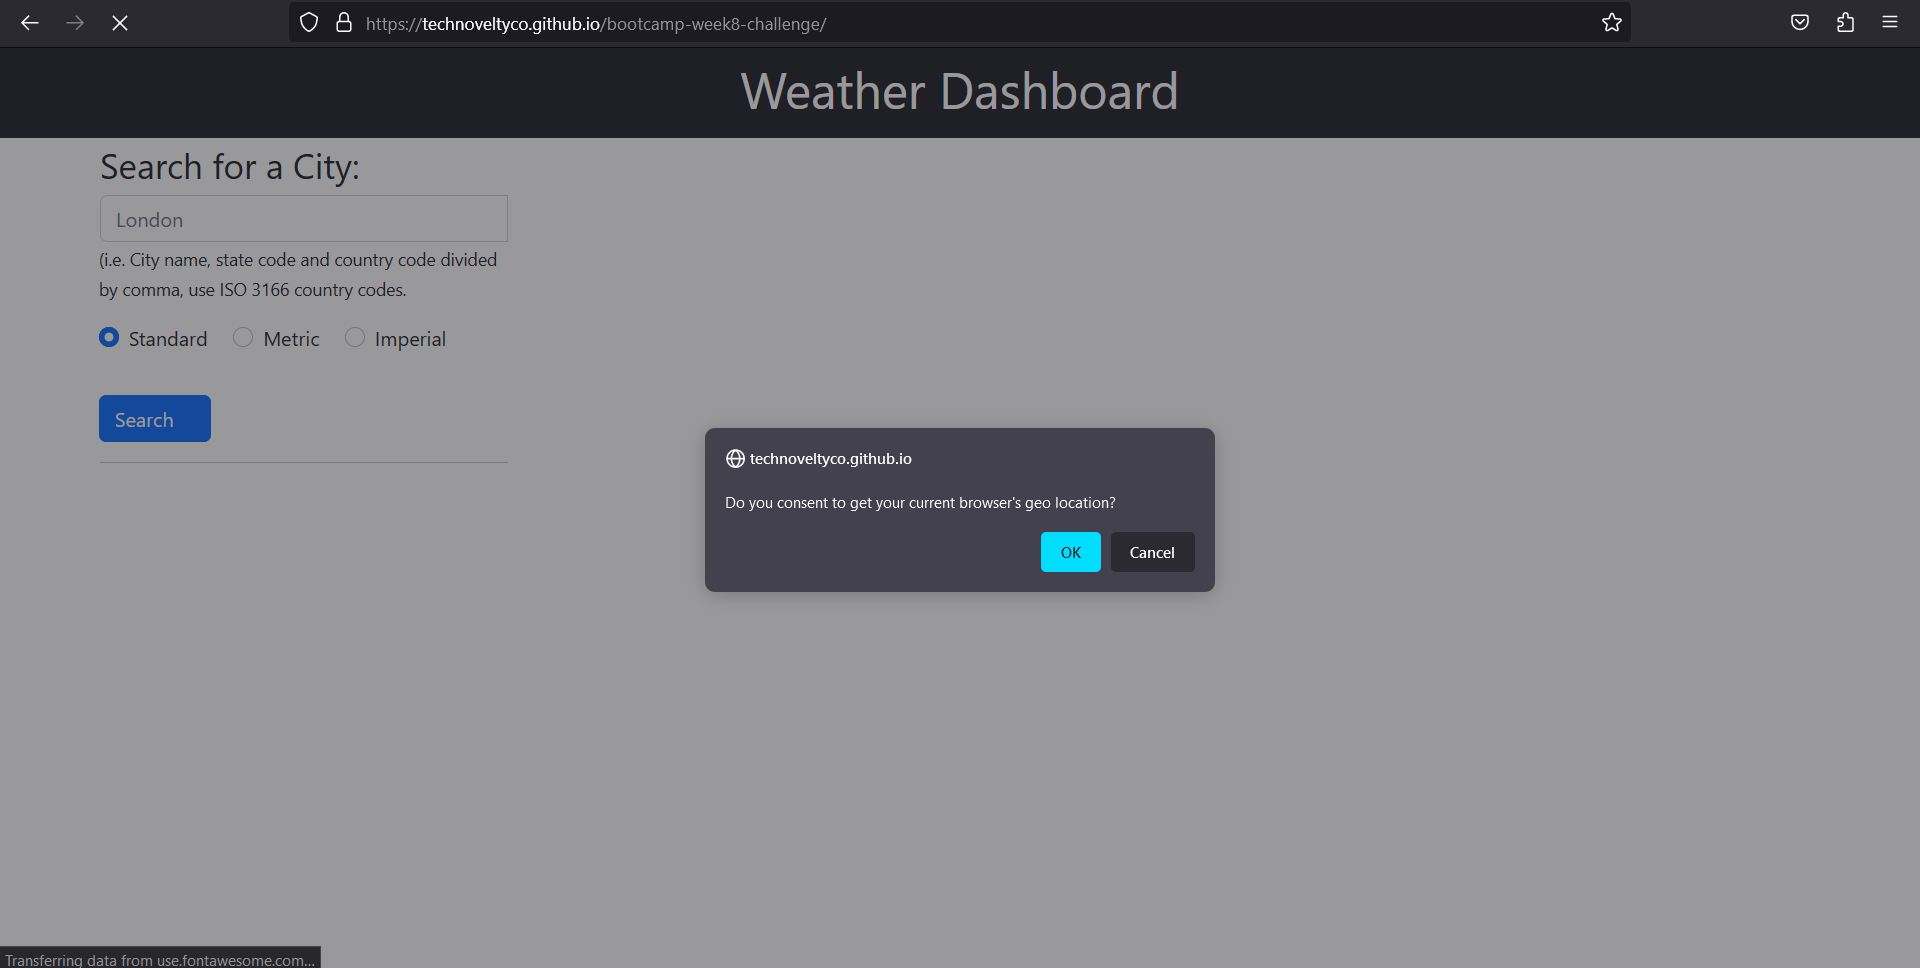 https://technoveltyco.github.io/bootcamp-week8-challenge/
Weather Dashboard
Search for a City:
London
(i.e. City name, state code and country code divided
by comma, use ISO 3166 country codes.
Standard Metric Imperial
Search
technoveltyco.github.io
Do you consent to get your current browser's geo location?
OK Cancel
Transferring data from use.fontawesome.com...